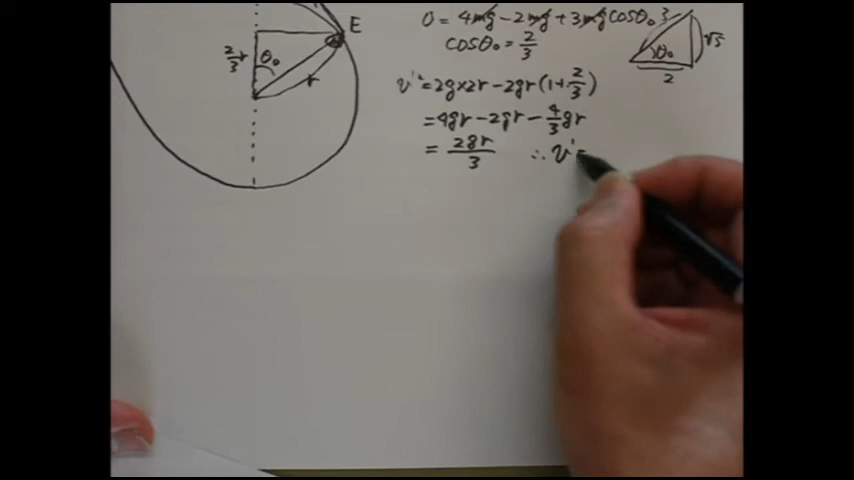 0 = 4mg - 2mg + 3mg cosθ₀
cosθ₀ = 2/3
3
θ₀
√5
2
E
2/3 r
θ₀
r
v'² = 2g×2r - 2gr(1+2/3)
= 4gr - 2gr - 4/3 gr
= 2gr/3 ∴ v' =